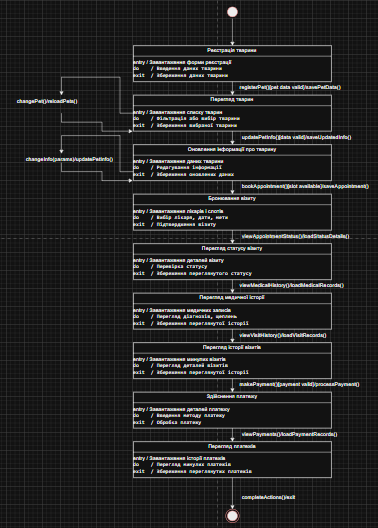 Реєстрація тварини
entry / Завантаження форми реєстрації
do / Введення даних тварини
exit / Збереження даних тварини
registerPet()[pet data valid]/savePetData()
changePet()/reloadPets()
Перегляд тварин
entry / Завантаження списку тварин
do / Фільтрація або вибір тварини
exit / Збереження вибраної тварини
updatePetInfo()[data valid]/saveUpdatedInfo()
Оновлення інформації про тварину
changeInfo(params)/updatePetInfo()
entry / Завантаження даних тварини
do / Редагування інформації
exit / Збереження оновлених даних
bookAppointment()[slot available]/saveAppointment()
Бронювання візиту
entry / Завантаження лікарів і слотів
do / Вибір лікаря, дати, мети
exit / Підтвердження візиту
viewAppointmentStatus()/loadStatusDetails()
Перегляд статусу візиту
entry / Завантаження деталей візиту
do / Перевірка статусу
exit / Збереження переглянутого статусу
viewMedicalHistory()/loadMedicalRecords()
Перегляд медичної історії
entry / Завантаження медичних записів
do / Перегляд діагнозів, щеплень
exit / Збереження переглянутої історії
viewVisitHistory()/loadVisitRecords()
Перегляд історії візитів
entry / Завантаження минулих візитів
do / Перегляд деталей візитів
exit / Збереження переглянутої історії
makePayment()[payment valid]/processPayment()
Здійснення платежу
entry / Завантаження деталей платежу
do / Введення методу платежу
exit / Обробка платежу
viewPayments()/loadPaymentRecords()
Перегляд платежів
entry / Завантаження історії платежів
do / Перегляд минулих платежів
exit / Збереження переглянутих платежів
completeActions()/exit